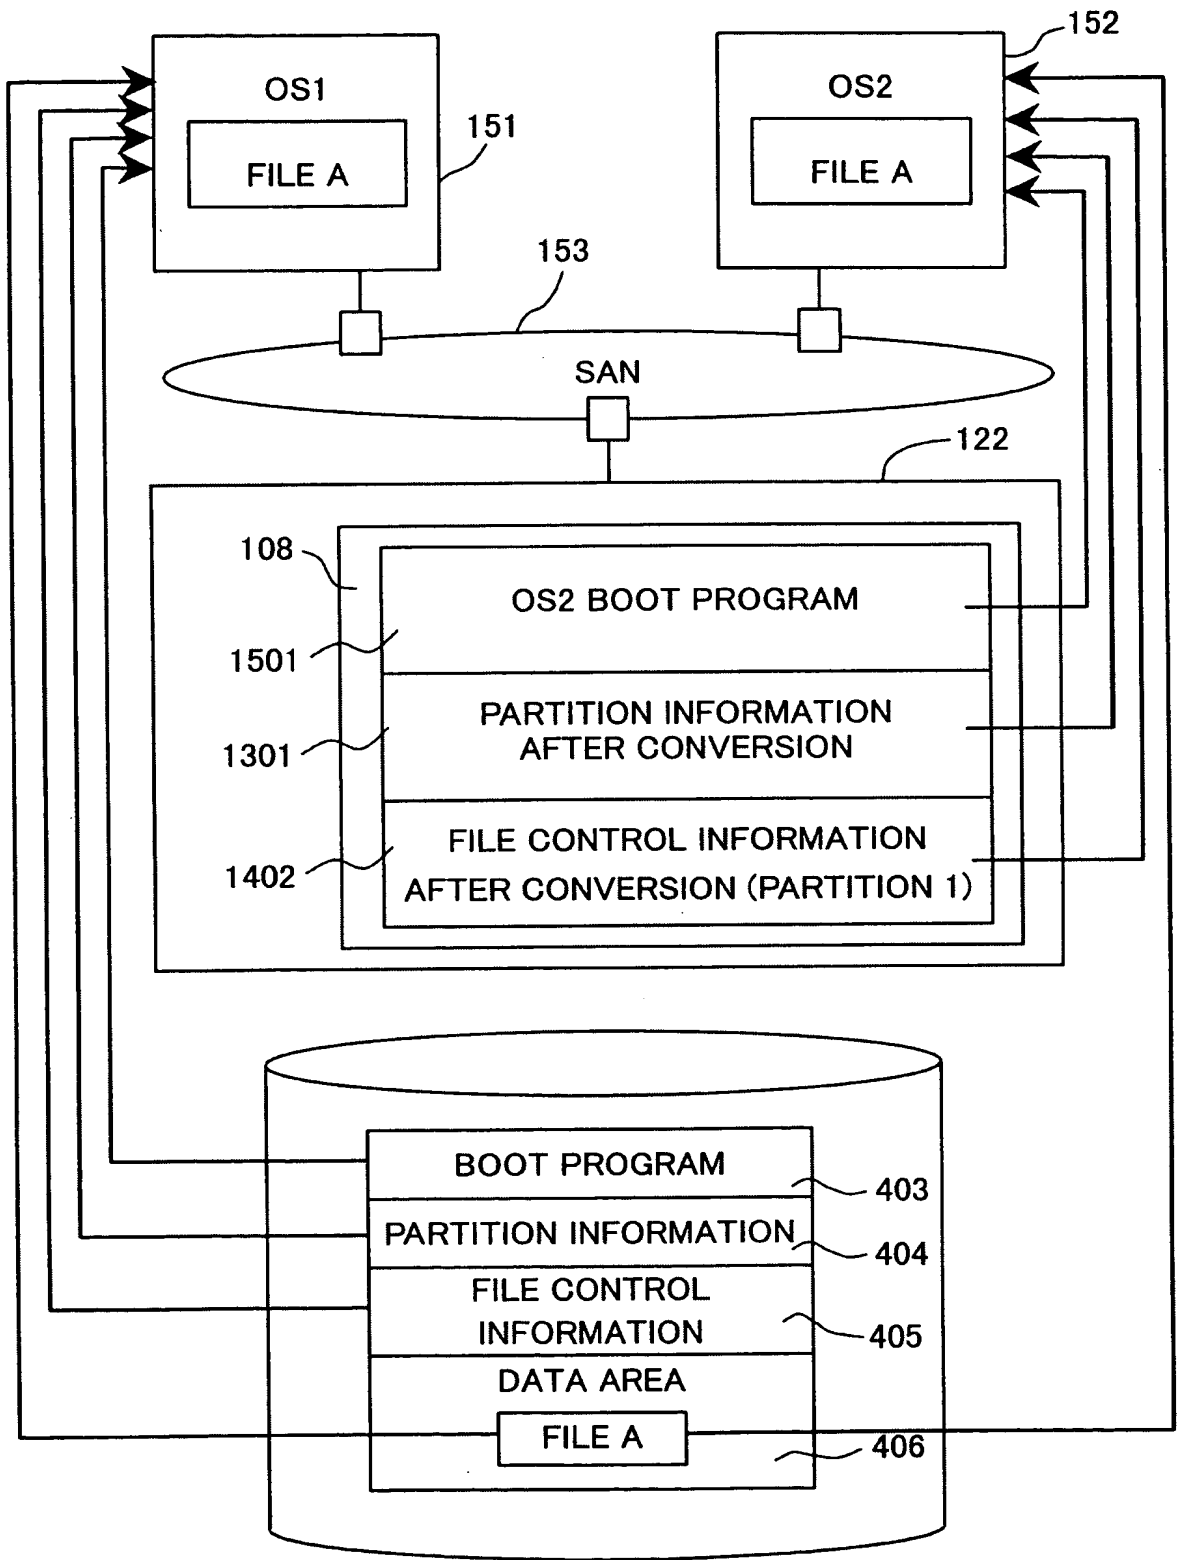 152
OS1
OS2
151
FILE A
FILE A
153
SAN
122
108
OS2 BOOT PROGRAM
1501
PARTITION INFORMATION
AFTER CONVERSION
1301
FILE CONTROL INFORMATION
AFTER CONVERSION (PARTITION 1)
1402
BOOT PROGRAM
403
PARTITION INFORMATION
404
FILE CONTROL
INFORMATION
405
DATA AREA
FILE A
406